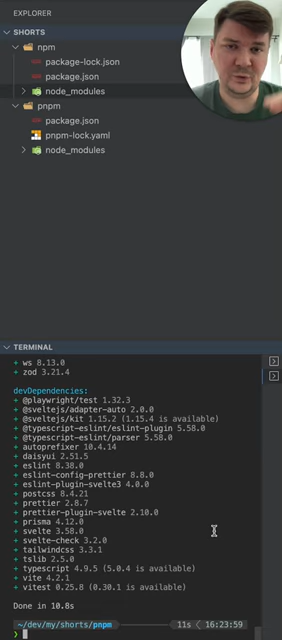 EXPLORER
SHORTS
npm
package-lock.json
package.json
node_modules
pnpm
package.json
pnpm-lock.yaml
node_modules
TERMINAL
+ ws 8.13.0
+ zod 3.21.4
devDependencies:
+ @playwright/test 1.32.3
+ @sveltejs/adapter-auto 2.0.0
+ @sveltejs/kit 1.15.2 (1.15.4 is available)
+ @typescript-eslint/eslint-plugin 5.58.0
+ @typescript-eslint/parser 5.58.0
+ autoprefixer 10.4.14
+ daisyui 2.51.5
+ eslint 8.38.0
+ eslint-config-prettier 8.8.0
+ eslint-plugin-svelte3 4.0.0
+ postcss 8.4.21
+ prettier 2.8.7
+ prettier-plugin-svelte 2.10.0
+ prisma 4.12.0
+ svelte 3.58.0
+ svelte-check 3.2.0
+ tailwindcss 3.3.1
+ tslib 2.5.0
+ typescript 4.9.5 (5.0.4 is available)
+ vite 4.2.1
+ vitest 0.25.8 (0.30.1 is available)
Done in 10.8s
~/dev/my/shorts/pnpm 11s 16:23:59